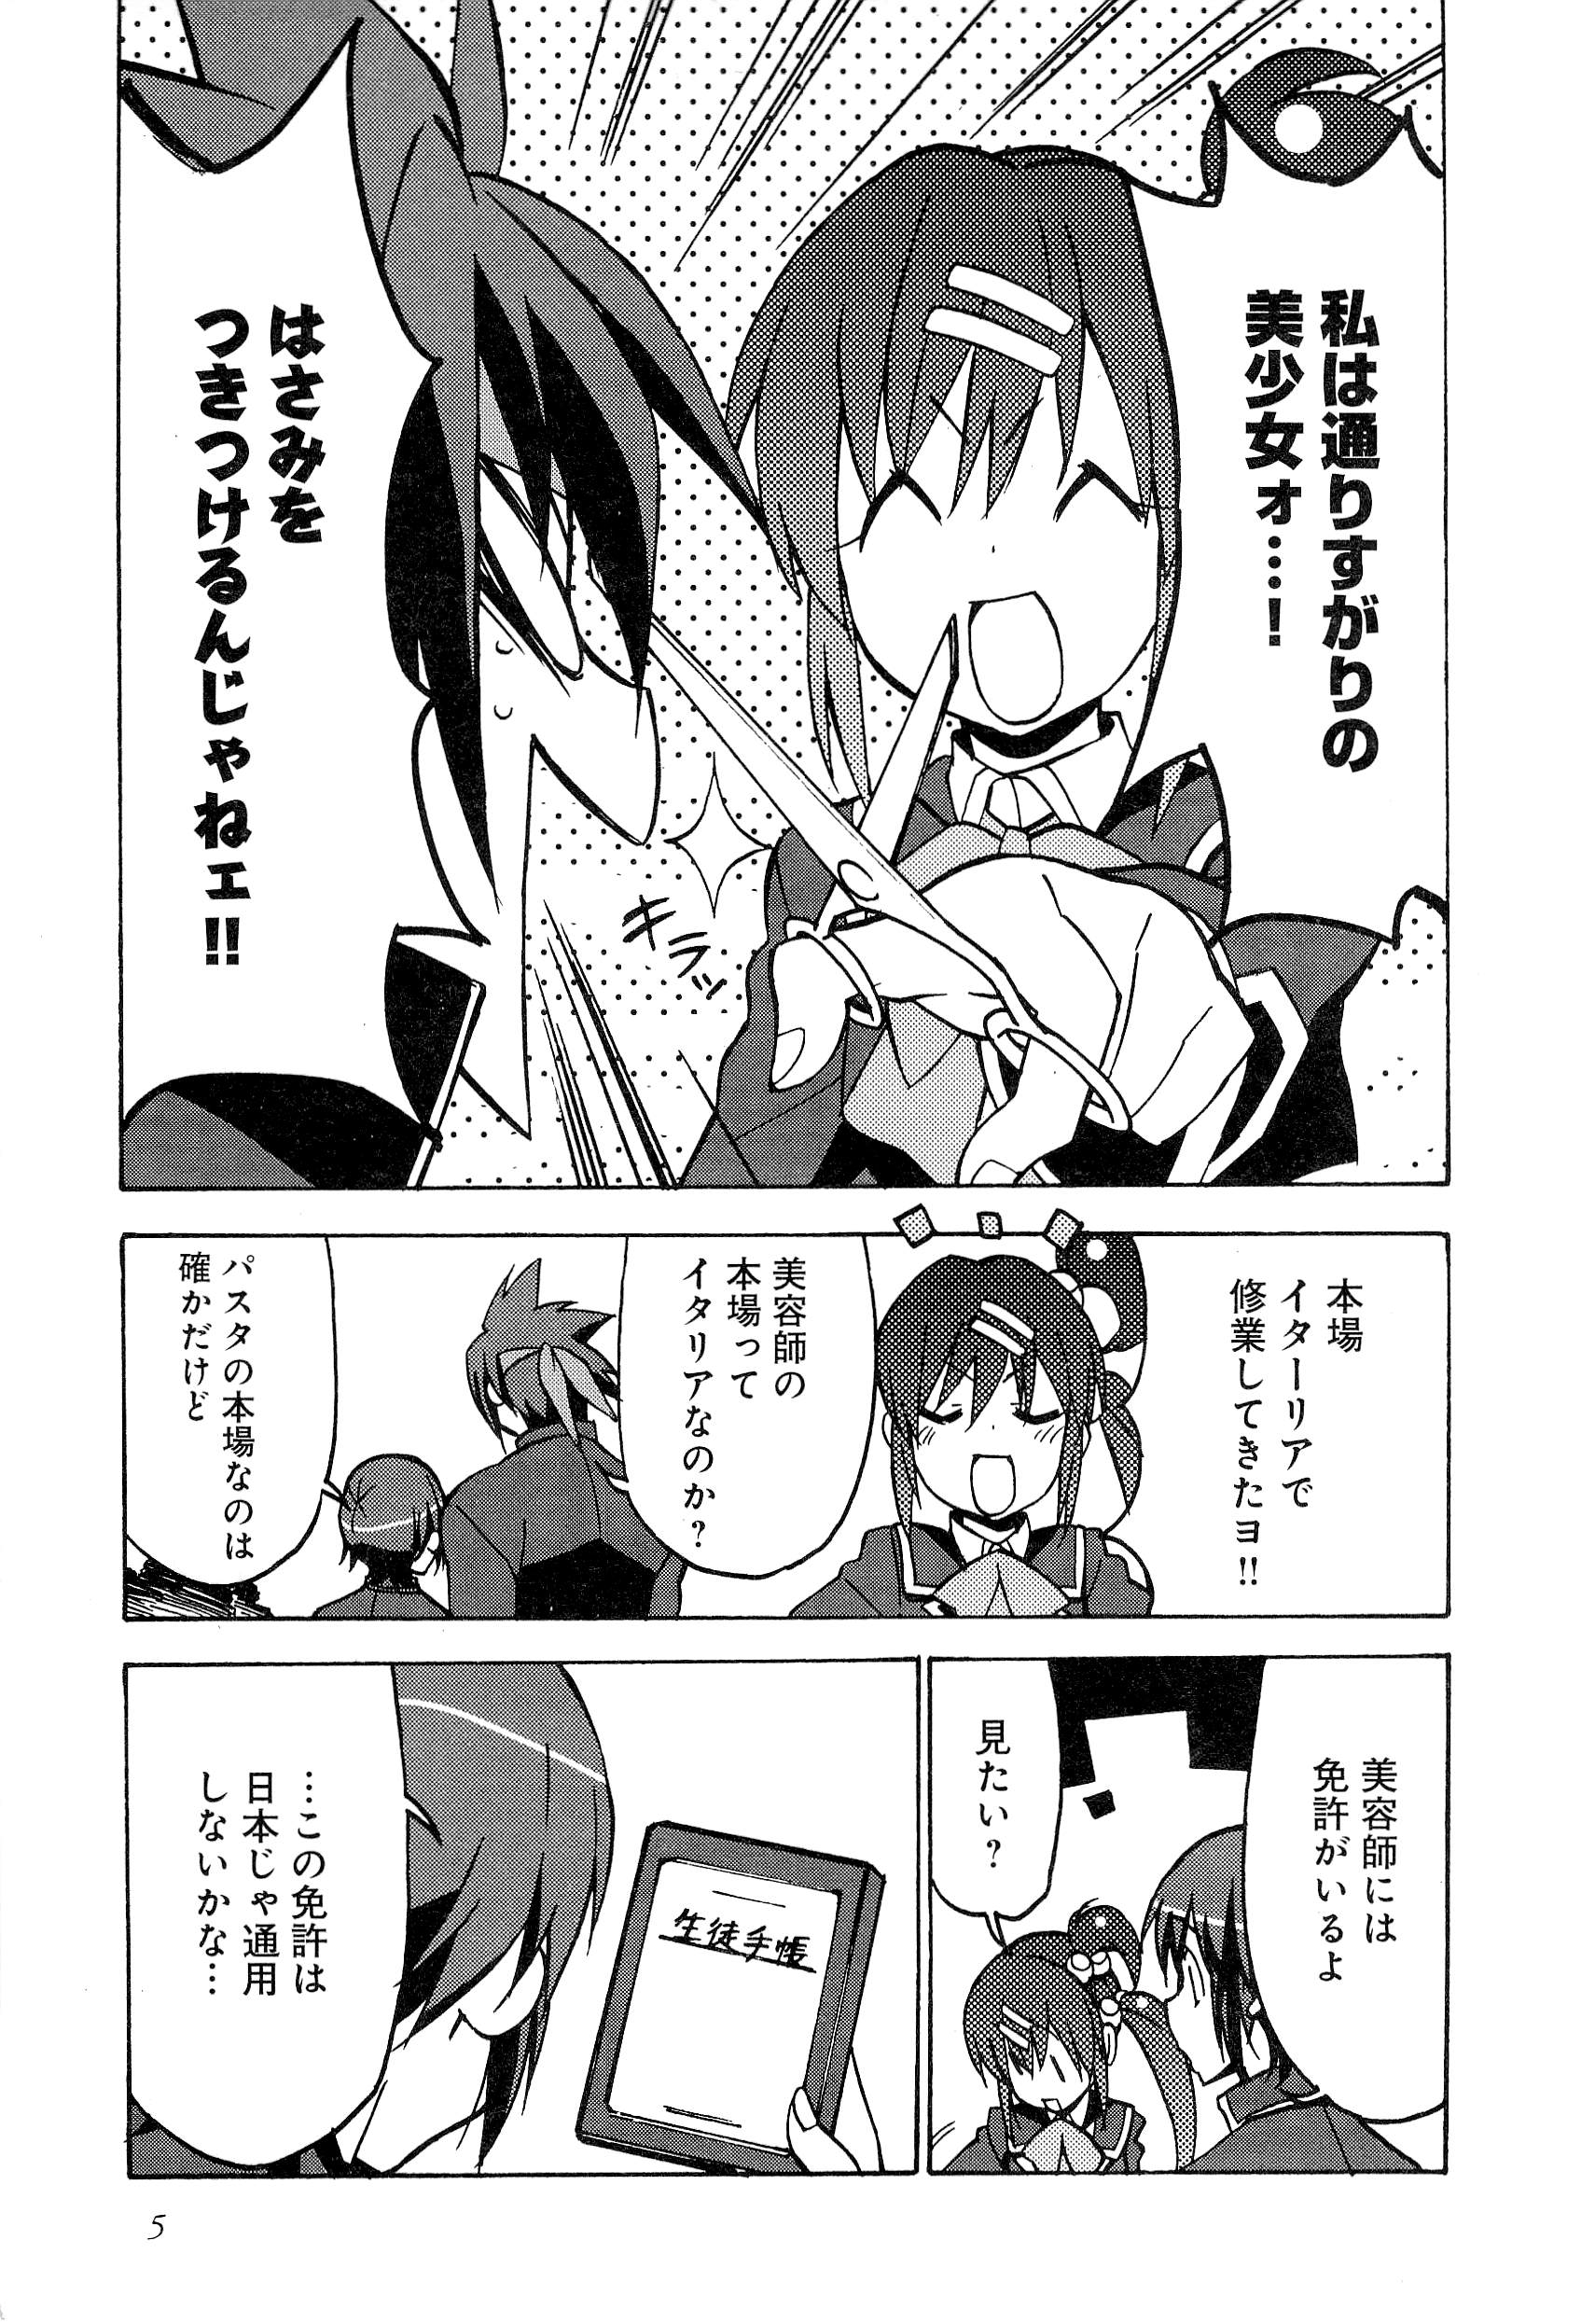 私は通りすがりの
美少女ォ…！
はさみを
つきつけるんじゃねェ!!
キラッ
本場
イターリアで
修業してきたヨ!!
美容師の
本場って
イタリアなのか？
パスタの本場なのは
確かだけど
美容師には
免許がいるよ
見たい？
生徒手帳
…この免許は
日本じゃ通用
しないかな…
5